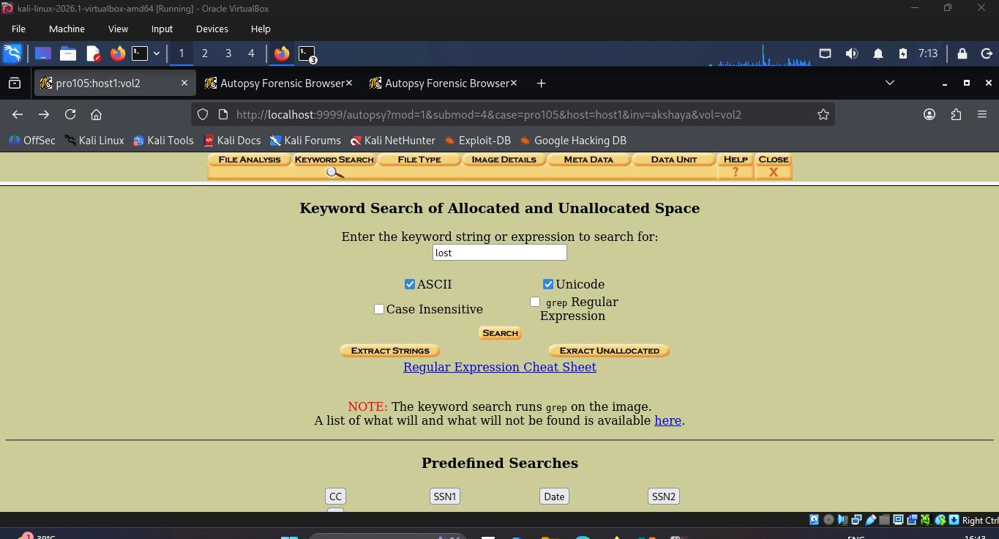 kali-linux-2026.1-virtualbox-amd64 [Running] - Oracle VirtualBox
File Machine View Input Devices Help
1 2 3 4 3 7:13
pro105:host1:vol2 Autopsy Forensic Browser Autopsy Forensic Browser
http://localhost:9999/autopsy?mod=1&submod=4&case=pro105&host=host1&inv=akshaya&vol=vol2
OffSec Kali Linux Kali Tools Kali Docs Kali Forums Kali NetHunter Exploit-DB Google Hacking DB
FILE ANALYSIS KEYWORD SEARCH FILE TYPE IMAGE DETAILS META DATA DATA UNIT HELP CLOSE
? X
Keyword Search of Allocated and Unallocated Space
Enter the keyword string or expression to search for:
lost
ASCII Unicode
Case Insensitive grep Regular
Expression
SEARCH
EXTRACT STRINGS EXRACT UNALLOCATED
Regular Expression Cheat Sheet
NOTE: The keyword search runs grep on the image.
A list of what will and what will not be found is available here.
Predefined Searches
CC SSN1 Date SSN2
Right Ctrl